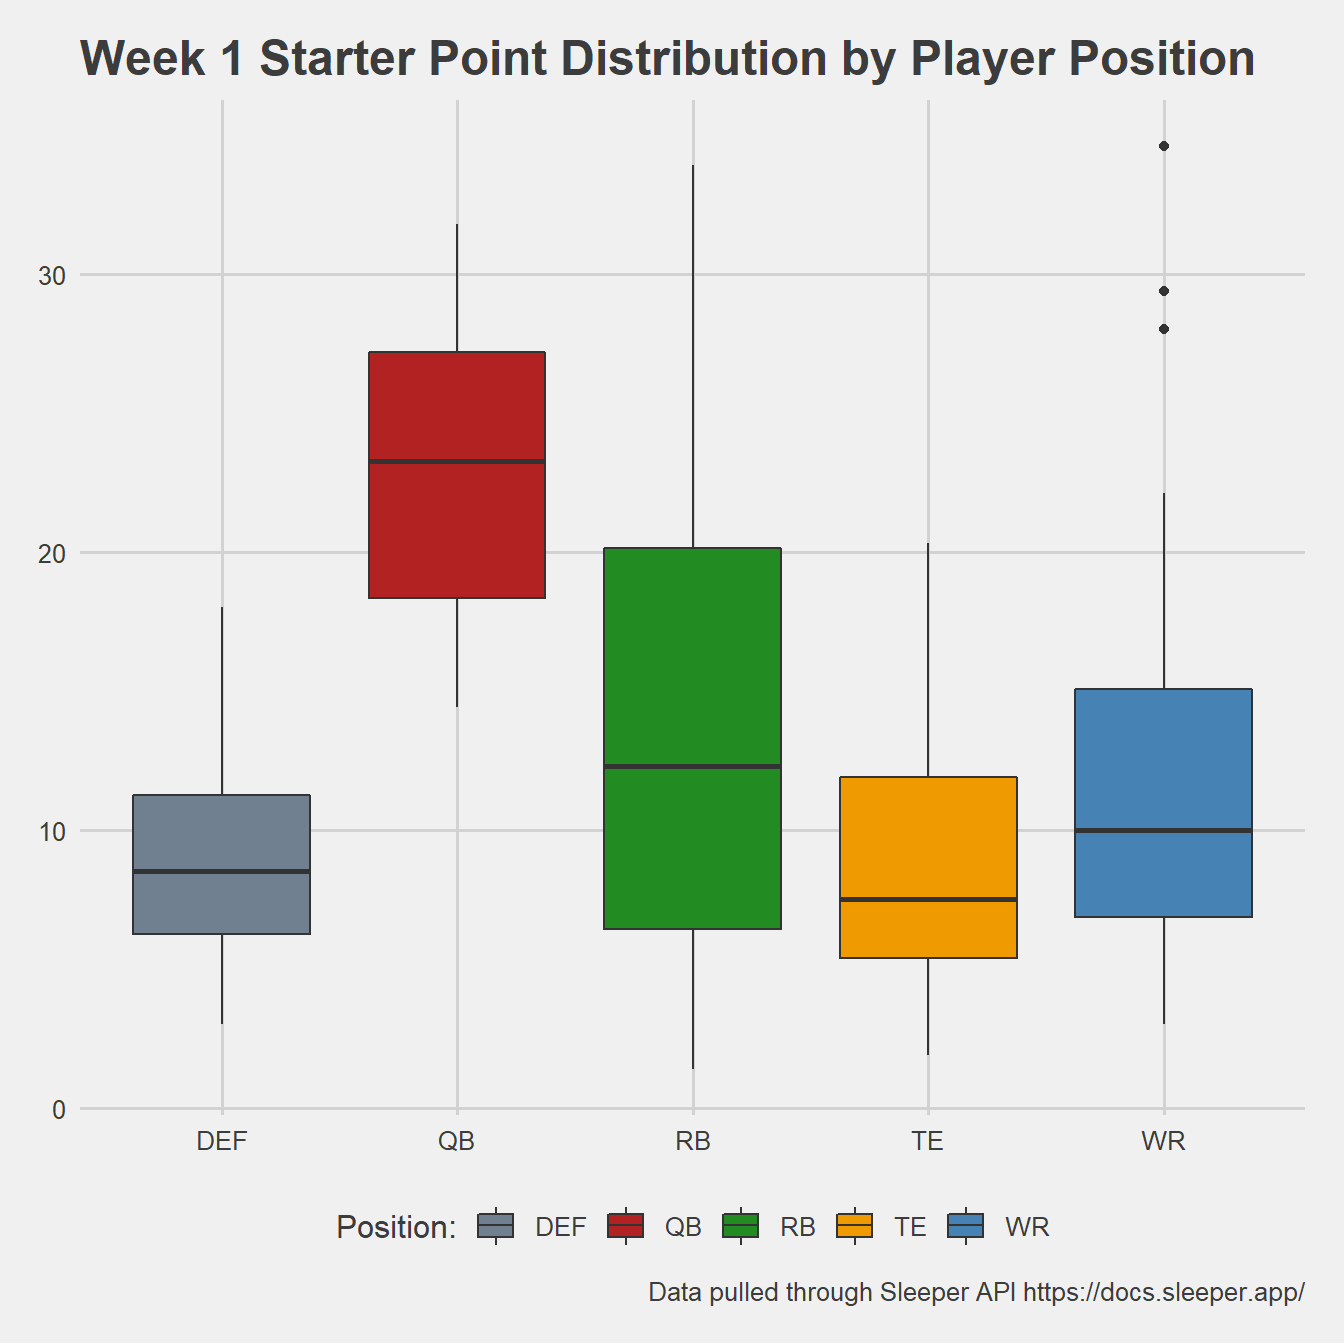 Week 1 Starter Point Distribution by Player Position
30
20
10
0
DEF QB RB TE WR
Position: DEF QB RB TE WR
Data pulled through Sleeper API https://docs.sleeper.app/